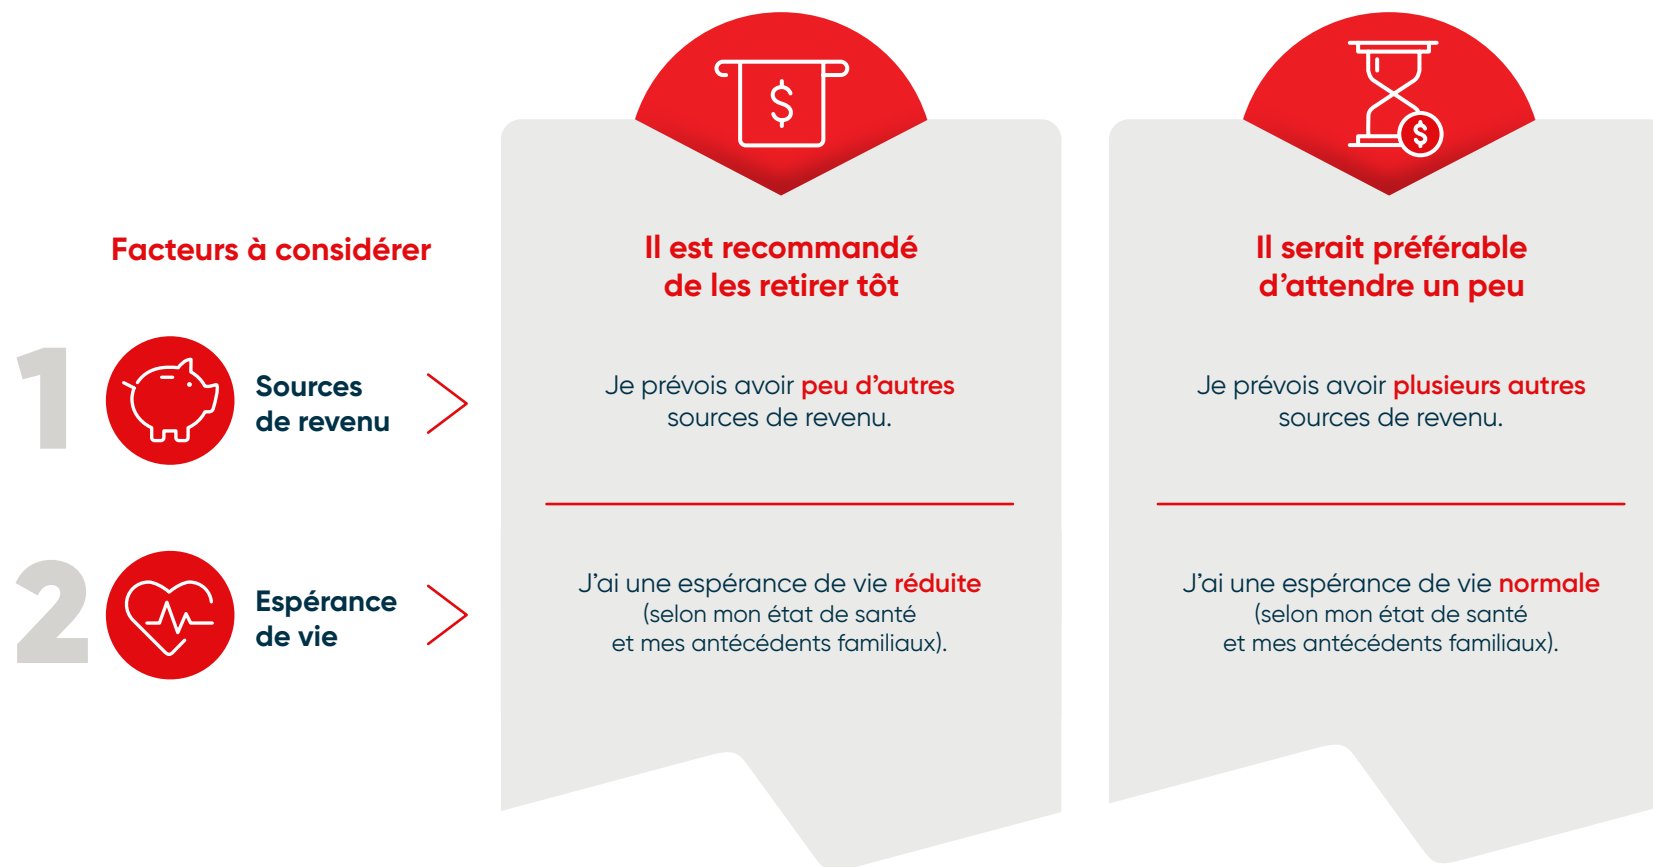 $
$
Facteurs à considérer
Il est recommandé
de les retirer tôt
Il serait préférable
d'attendre un peu
1
Sources
de revenu
Je prévois avoir peu d'autres
sources de revenu.
Je prévois avoir plusieurs autres
sources de revenu.
2
Espérance
de vie
J'ai une espérance de vie réduite
(selon mon état de santé
et mes antécédents familiaux).
J'ai une espérance de vie normale
(selon mon état de santé
et mes antécédents familiaux).